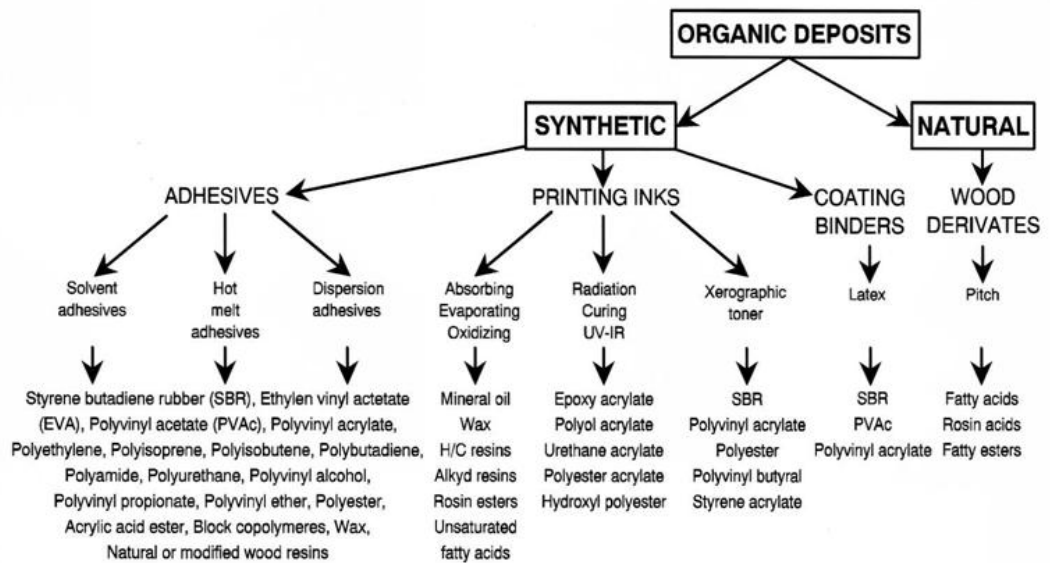 ORGANIC DEPOSITS
SYNTHETIC
NATURAL
ADHESIVES
PRINTING INKS
COATING
BINDERS
WOOD
DERIVATES
Solvent
adhesives
Hot
melt
adhesives
Dispersion
adhesives
Absorbing
Evaporating
Oxidizing
Radiation
Curing
UV-IR
Xerographic
toner
Latex
Pitch
Styrene butadiene rubber (SBR), Ethylen vinyl actetate
(EVA), Polyvinyl acetate (PVAc), Polyvinyl acrylate,
Polyethylene, Polyisoprene, Polyisobutene, Polybutadiene,
Polyamide, Polyurethane, Polyvinyl alcohol,
Polyvinyl propionate, Polyvinyl ether, Polyester,
Acrylic acid ester, Block copolymeres, Wax,
Natural or modified wood resins
Mineral oil
Wax
H/C resins
Alkyd resins
Rosin esters
Unsaturated
fatty acids
Epoxy acrylate
Polyol acrylate
Urethane acrylate
Polyester acrylate
Hydroxyl polyester
SBR
Polyvinyl acrylate
Polyester
Polyvinyl butyral
Styrene acrylate
SBR
PVAc
Polyvinyl acrylate
Fatty acids
Rosin acids
Fatty esters